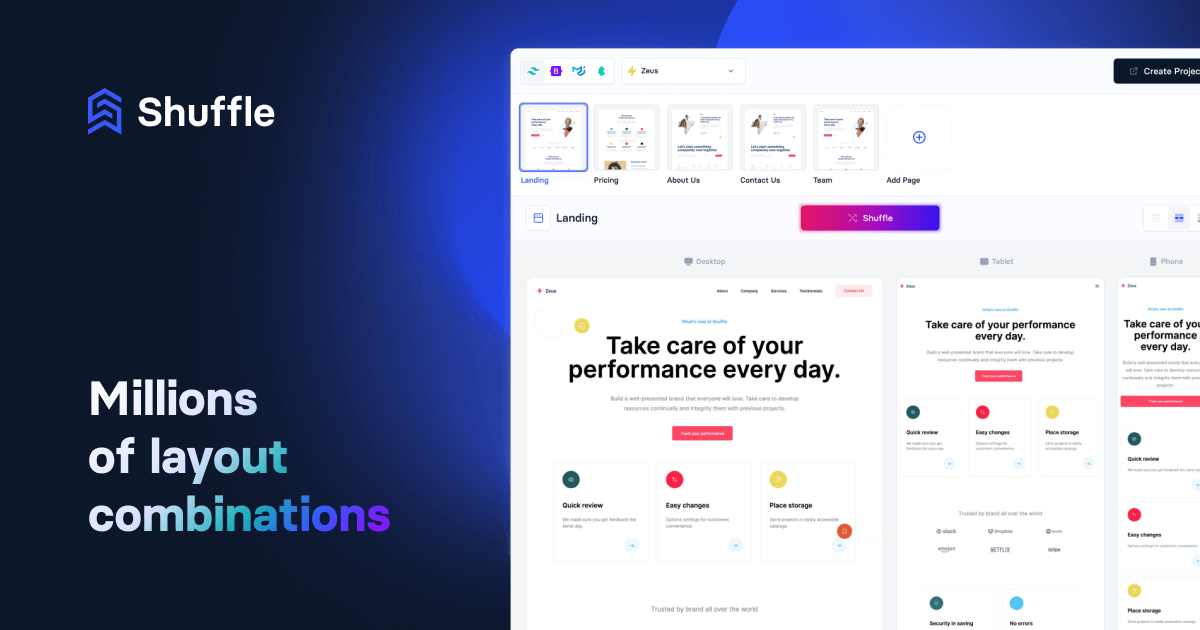 Shuffle
Millions
of layout
combinations
B
Zeus
Create Projec
Landing
Pricing
About Us
Contact Us
Team
Add Page
Landing
Shuffle
Desktop
Tablet
Phone
Zeus
About
Company
Services
Testimonials
Contact Us
What's new at Shuffle
Take care of your
performance every day.
Build a well-presented brand that everyone will love. Take care to develop
resources continually and integrity them with previous projects.
Track your performance
Quick review
We made sure you get feedback the
same day.
Easy changes
Options settings for customers
convenience.
Place storage
Store projects in easily accessible
catalogs
Trusted by brand all over the world
Zeus
What's new at Shuffle
Take care of your performance
every day.
Build a well-presented brand that everyone will love. Take care to develop
resources continually and integrity them with previous projects.
Track your performance
Quick review
We made sure you get
feedback the same day.
Easy changes
Options settings for
customers convenience.
Place storage
Store projects in easily
accessible catalogs
Trusted by brand all over the world
slack
Dropbox
amazon
NETFLIX
stripe
Security in saving
No errors
Zeus
What's new at Shuffle
Take care of you
performance
every day.
Build a well-presented brand that every
will love. Take care to develop resources
continually and integrity them with previous
projects.
Track your performance
Quick review
We made sure you get feedback the same day.
Easy changes
Options settings for customers convenience.
Place storage
Store projects in easily accessible catalogs